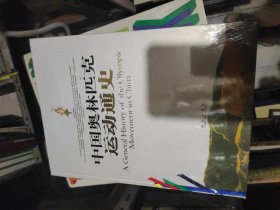 中国奥林匹克
运动通史
A General History of the Olympic
Movement in China